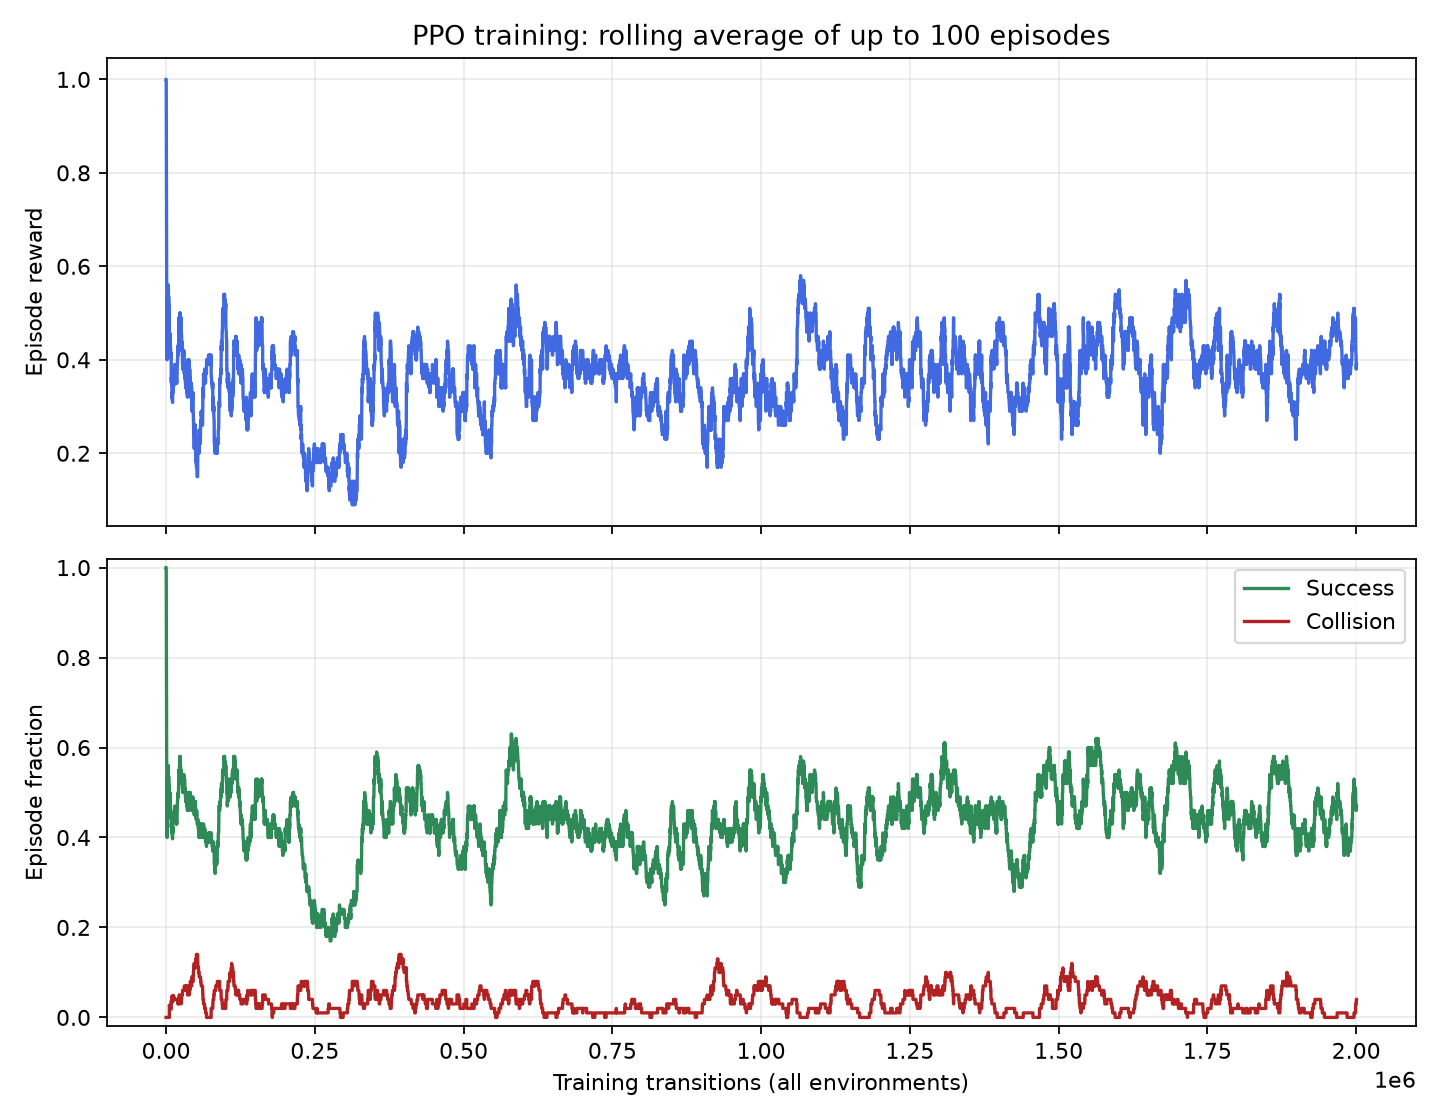 PPO training: rolling average of up to 100 episodes
1.0
0.8
0.6
0.4
0.2
Episode reward
1.0
0.8
0.6
0.4
0.2
0.0
Episode fraction
Success
Collision
0.00 0.25 0.50 0.75 1.00 1.25 1.50 1.75 2.00
1e6
Training transitions (all environments)